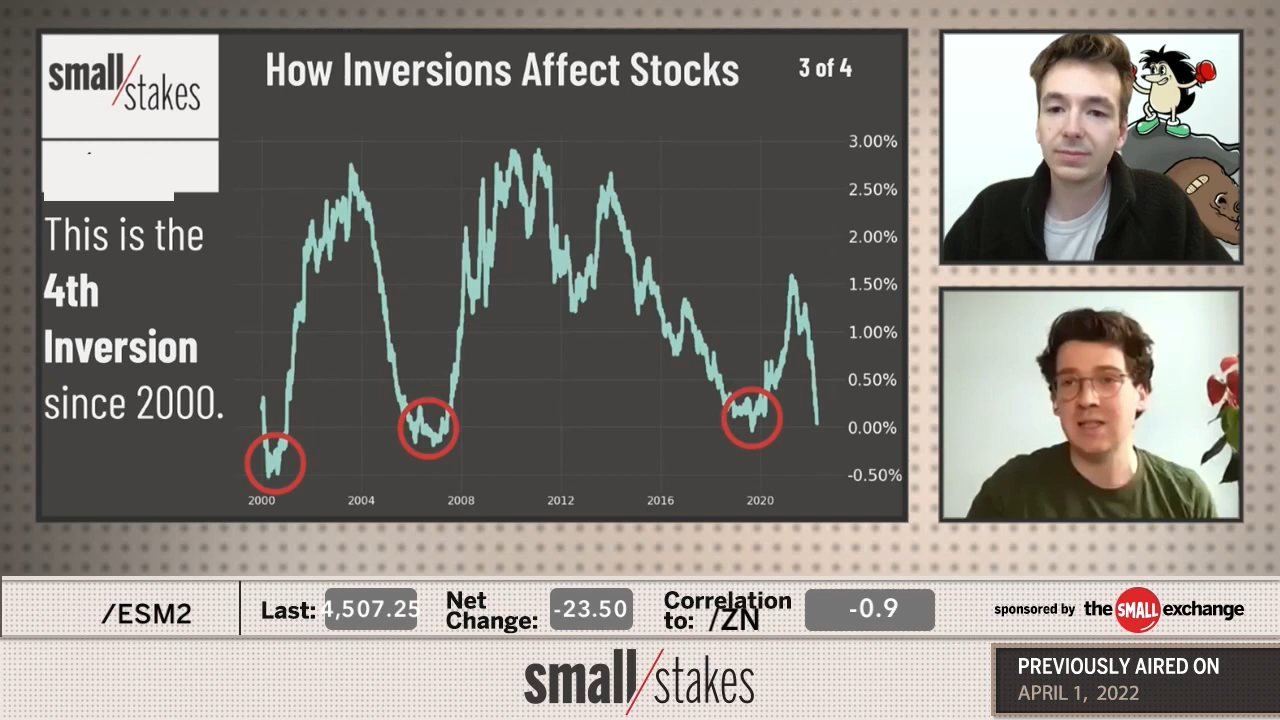 small/stakes
How Inversions Affect Stocks
3 of 4
This is the
4th
Inversion
since 2000.
3.00%
2.50%
2.00%
1.50%
1.00%
0.50%
0.00%
-0.50%
2000 2004 2008 2012 2016 2020
/ESM2
Last: 4,507.25
Net
Change: -23.50
Correlation
to: /ZN
-0.9
sponsored by the SMALL exchange
small/stakes
PREVIOUSLY AIRED ON
APRIL 1, 2022